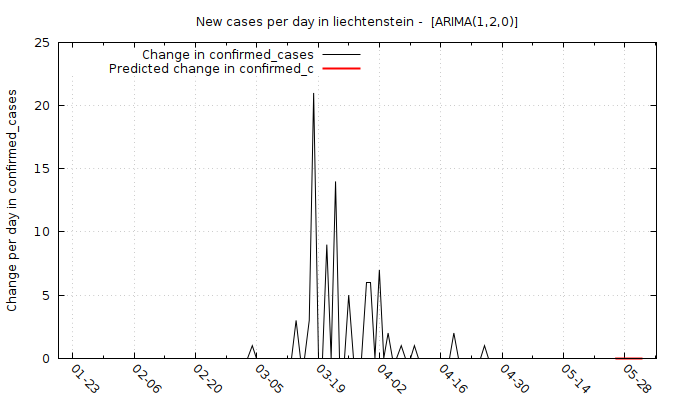 New cases per day in liechtenstein -  [ARIMA(1,2,0)]
Change in confirmed_cases
Predicted change in confirmed_c
Change per day in confirmed_cases
25
20
15
10
5
0
01-23 02-06 02-20 03-05 03-19 04-02 04-16 04-30 05-14 05-28